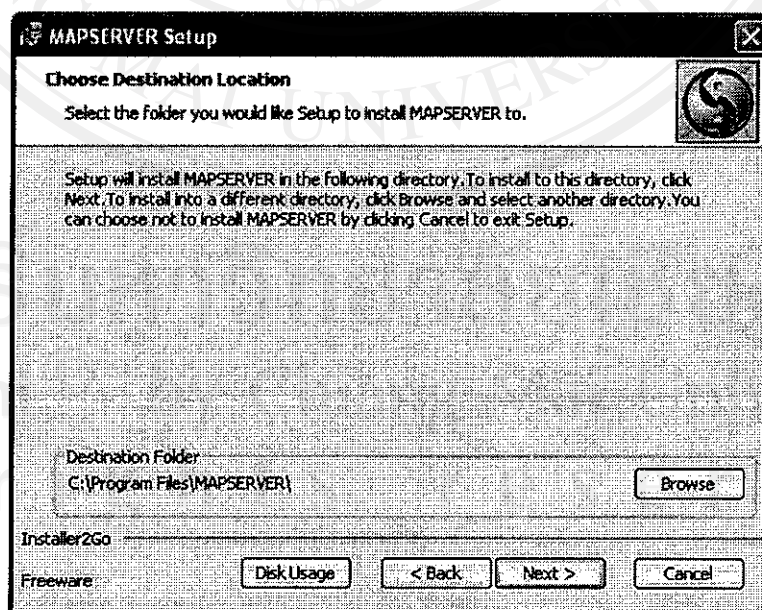 MAPSERVER Setup
Choose Destination Location
Select the folder you would like Setup to install MAPSERVER to.
Setup will install MAPSERVER in the following directory.To install to this directory, click
Next.To install into a different directory, click Browse and select another directory.You
can choose not to install MAPSERVER by clicking Cancel to exit Setup.
Destination Folder
C:\Program Files\MAPSERVER\
Browse
Installer2Go
Freeware
Disk Usage
< Back
Next >
Cancel
UNIVERSIT